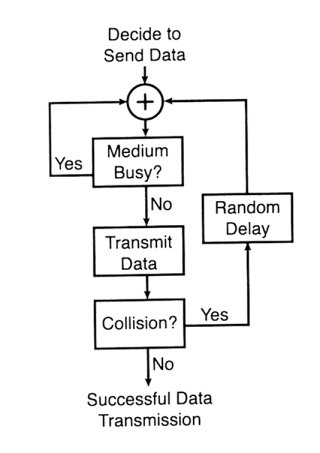 Decide to
Send Data
+
Medium
Busy?
Yes
No
Random
Delay
Transmit
Data
Collision?
Yes
No
Successful Data
Transmission